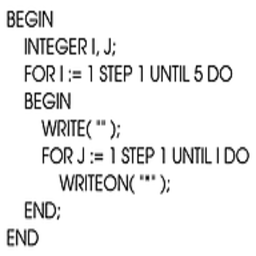 BEGIN
INTEGER I, J;
FOR I := 1 STEP 1 UNTIL 5 DO
BEGIN
WRITE( "" );
FOR J := 1 STEP 1 UNTIL I DO
WRITEON( "*" );
END;
END